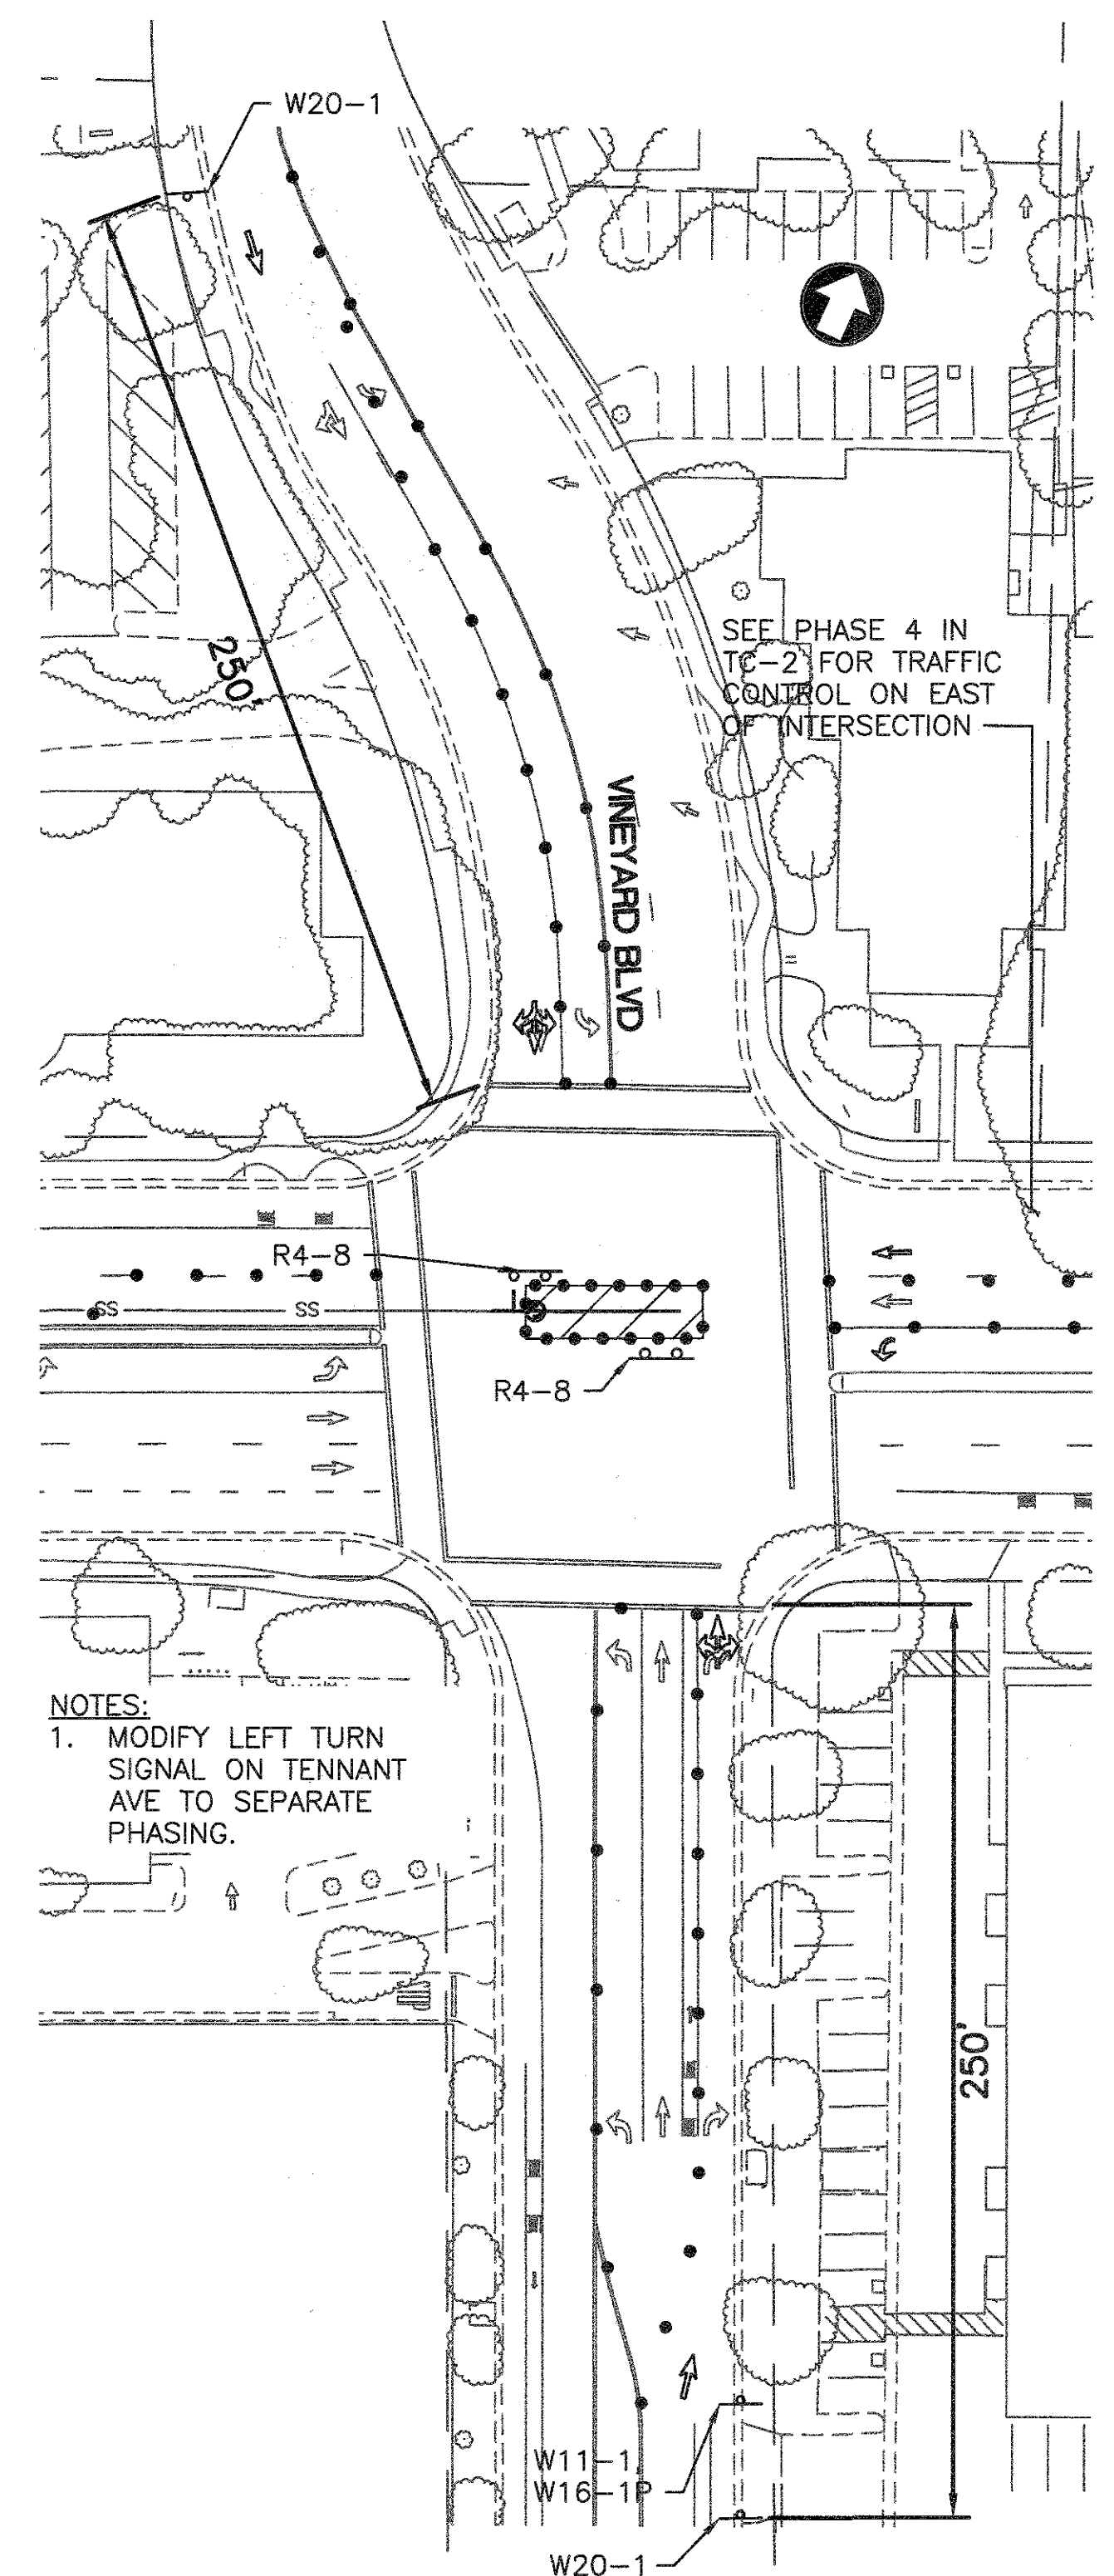 W20-1
250'
SEE PHASE 4 IN
TC-2 FOR TRAFFIC
CONTROL ON EAST
OF INTERSECTION
VINEYARD BLVD
R4-8
SS
SS
R4-8
NOTES:
1. MODIFY LEFT TURN
SIGNAL ON TENNANT
AVE TO SEPARATE
PHASING.
250'
W11-1
W16-1P
W20-1